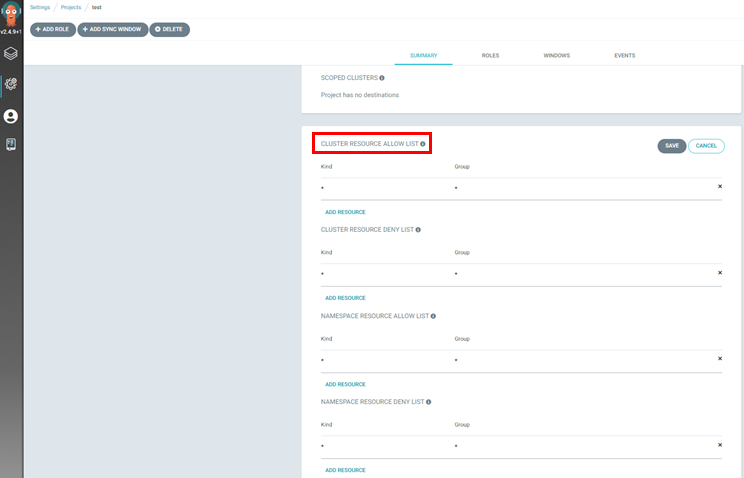 Settings / Projects / test
v2.4.9+1
+ ADD ROLE + ADD SYNC WINDOW DELETE
SUMMARY ROLES WINDOWS EVENTS
SCOPED CLUSTERS
Project has no destinations
CLUSTER RESOURCE ALLOW LIST SAVE CANCEL
Kind Group
* *
ADD RESOURCE
CLUSTER RESOURCE DENY LIST
Kind Group
* *
ADD RESOURCE
NAMESPACE RESOURCE ALLOW LIST
Kind Group
* *
ADD RESOURCE
NAMESPACE RESOURCE DENY LIST
Kind Group
* *
ADD RESOURCE